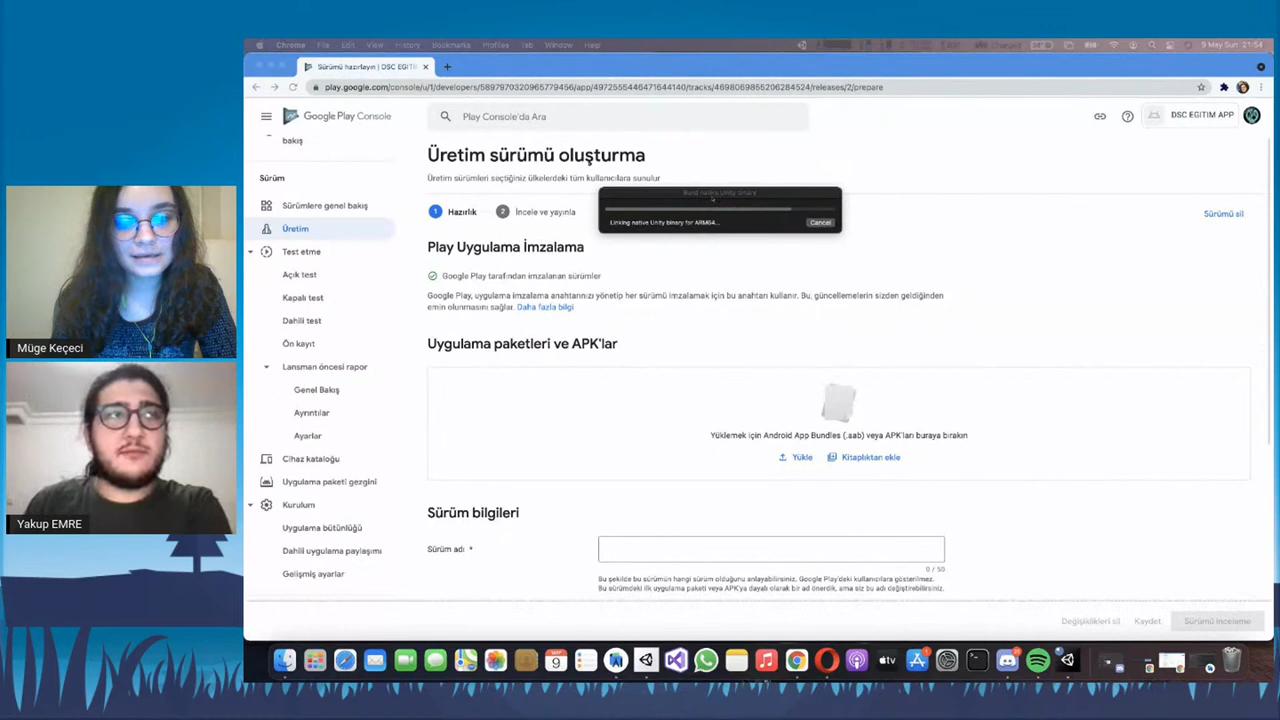 Chrome File Edit View History Bookmarks Profiles Tab Window Help
Charged
9 May Sun 21:54
Sürümü hazırlayın | DSC EGITIM
play.google.com/console/u/1/developers/5897970320965779456/app/4972555446471644140/tracks/4698069855206284524/releases/2/prepare
Google Play Console
Play Console'da Ara
DSC EGITIM APP
bakış
Sürüm
Sürümlere genel bakış
Üretim
Test etme
Açık test
Kapalı test
Dahili test
Ön kayıt
Lansman öncesi rapor
Genel Bakış
Ayrıntılar
Ayarlar
Cihaz kataloğu
Uygulama paketi gezgini
Kurulum
Uygulama bütünlüğü
Dahili uygulama paylaşımı
Gelişmiş ayarlar
Üretim sürümü oluşturma
Üretim sürümleri seçtiğiniz ülkelerdeki tüm kullanıcılara sunulur
1 Hazırlık 2 İncele ve yayınla
Sürümü sil
Build native Unity binary
Linking native Unity binary for ARM64...
Cancel
Play Uygulama İmzalama
Google Play tarafından imzalanan sürümler
Google Play, uygulama imzalama anahtarınızı yönetip her sürümü imzalamak için bu anahtarı kullanır. Bu, güncellemelerin sizden geldiğinden
emin olunmasını sağlar. Daha fazla bilgi
Uygulama paketleri ve APK'lar
Yüklemek için Android App Bundles (.aab) veya APK'ları buraya bırakın
Yükle Kitaplıktan ekle
Sürüm bilgileri
Sürüm adı *
0 / 50
Bu şekilde bu sürümün hangi sürüm olduğunu anlayabilirsiniz, Google Play'deki kullanıcılara gösterilmez.
Bu sürümdeki ilk uygulama paketi veya APK'ya dayalı olarak bir ad önerdik, ama siz bu adı değiştirebilirsiniz.
Değişiklikleri sil Kaydet Sürümü inceleme
Müge Keçeci
Yakup EMRE
9
tv